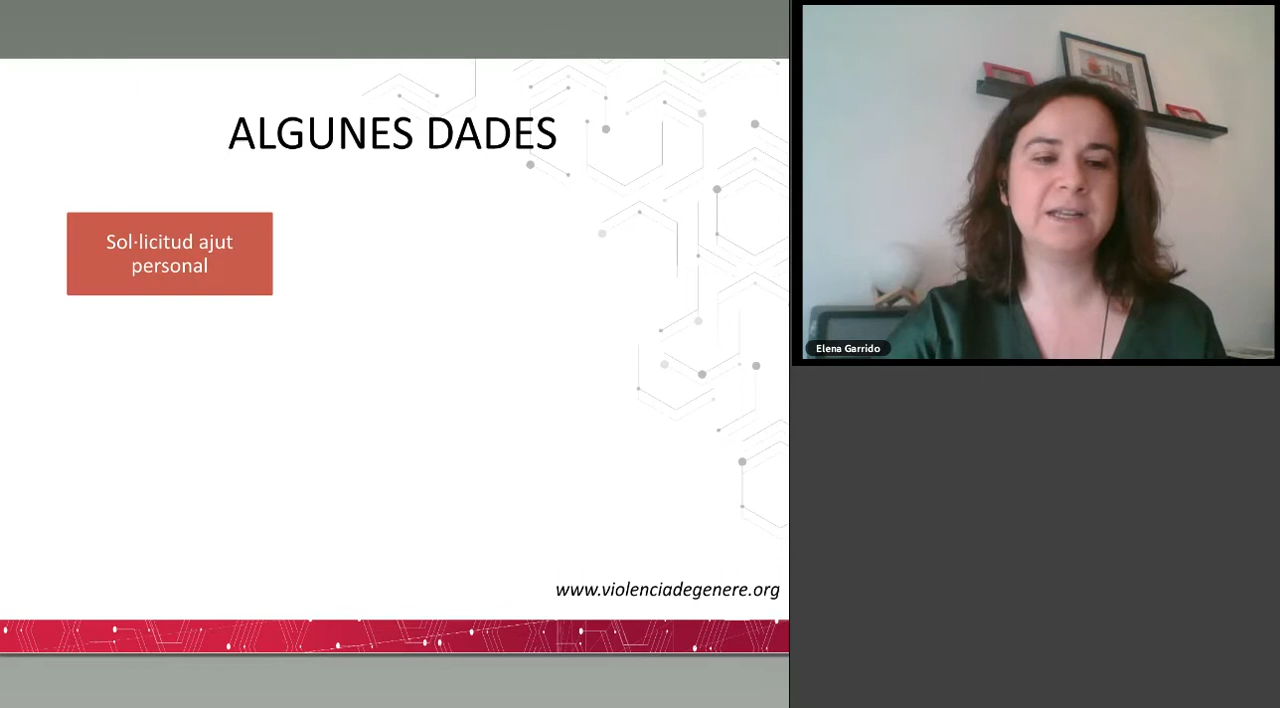 ALGUNES DADES
Sol·licitud ajut
personal
www.violenciadegenere.org
Elena Garrido